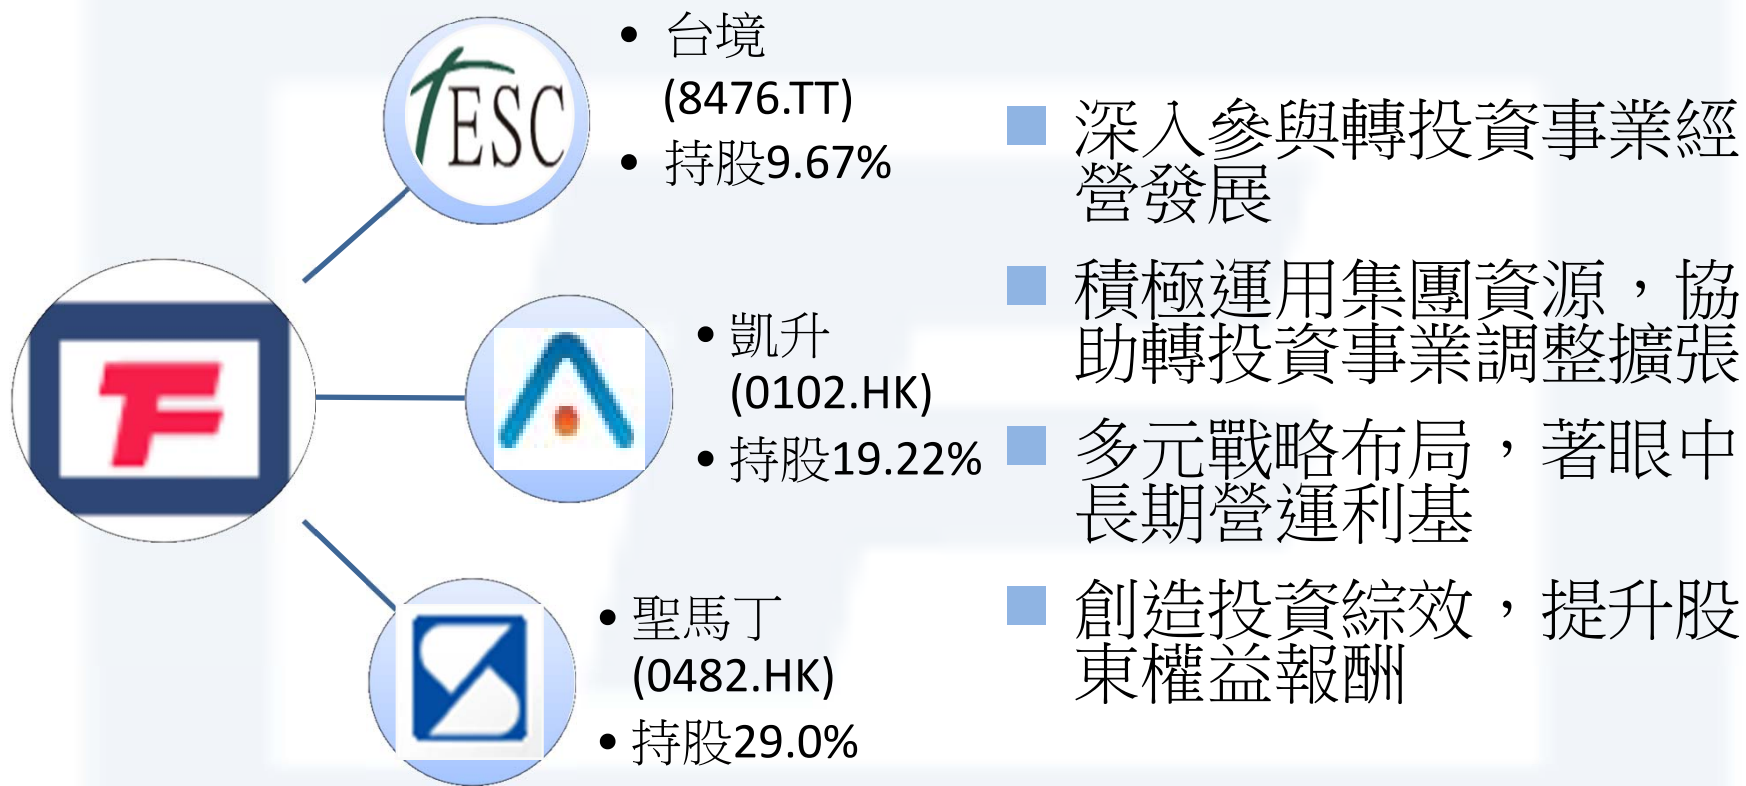 TESC
• 台境
(8476.TT)
• 持股9.67%
• 凱升
(0102.HK)
• 持股19.22%
• 聖馬丁
(0482.HK)
• 持股29.0%
深入參與轉投資事業經
營發展
積極運用集團資源，協
助轉投資事業調整擴張
多元戰略布局，著眼中
長期營運利基
創造投資綜效，提升股
東權益報酬